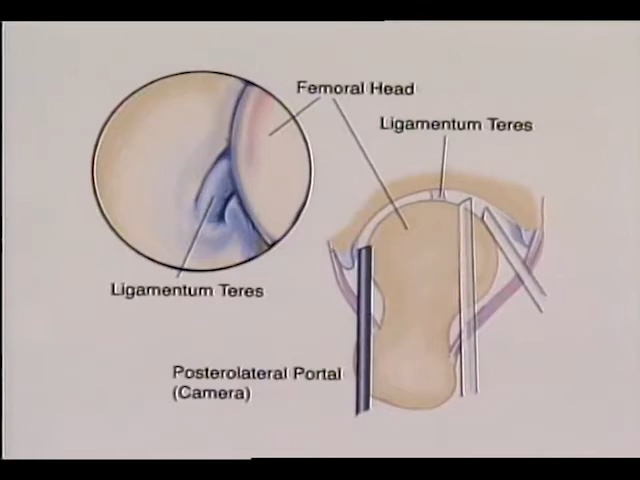 Femoral Head
Ligamentum Teres
Ligamentum Teres
Posterolateral Portal
(Camera)